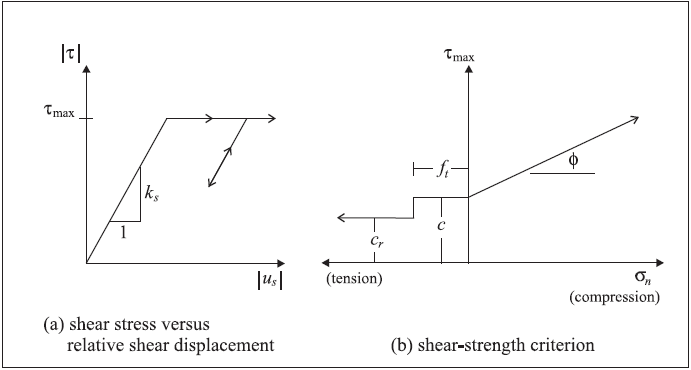 |τ|
τmax
ks
1
|us|
(a) shear stress versus
relative shear displacement
τmax
ft
ϕ
cr
c
(tension)
σn
(compression)
(b) shear-strength criterion